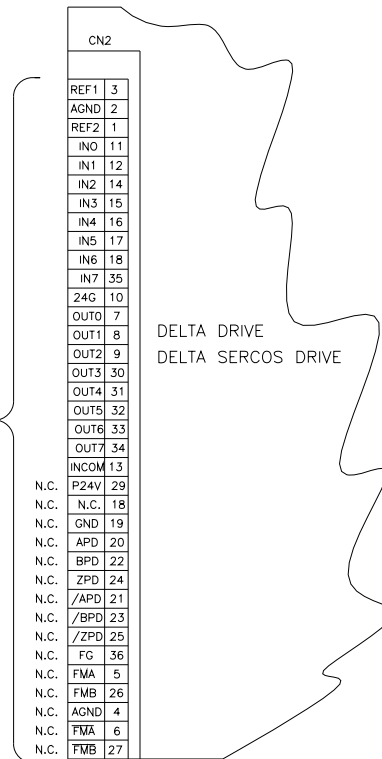 CN2
REF1 3
AGND 2
REF2 1
IN0 11
IN1 12
IN2 14
IN3 15
IN4 16
IN5 17
IN6 18
IN7 35
24G 10
OUT0 7
OUT1 8
OUT2 9
OUT3 30
OUT4 31
OUT5 32
OUT6 33
OUT7 34
INCOM 13
N.C. P24V 29
N.C. N.C. 18
N.C. GND 19
N.C. APD 20
N.C. BPD 22
N.C. ZPD 24
N.C. /APD 21
N.C. /BPD 23
N.C. /ZPD 25
N.C. FG 36
N.C. FMA 5
N.C. FMB 26
N.C. AGND 4
N.C. F̅M̅A̅ 6
N.C. F̅M̅B̅ 27
DELTA DRIVE
DELTA SERCOS DRIVE